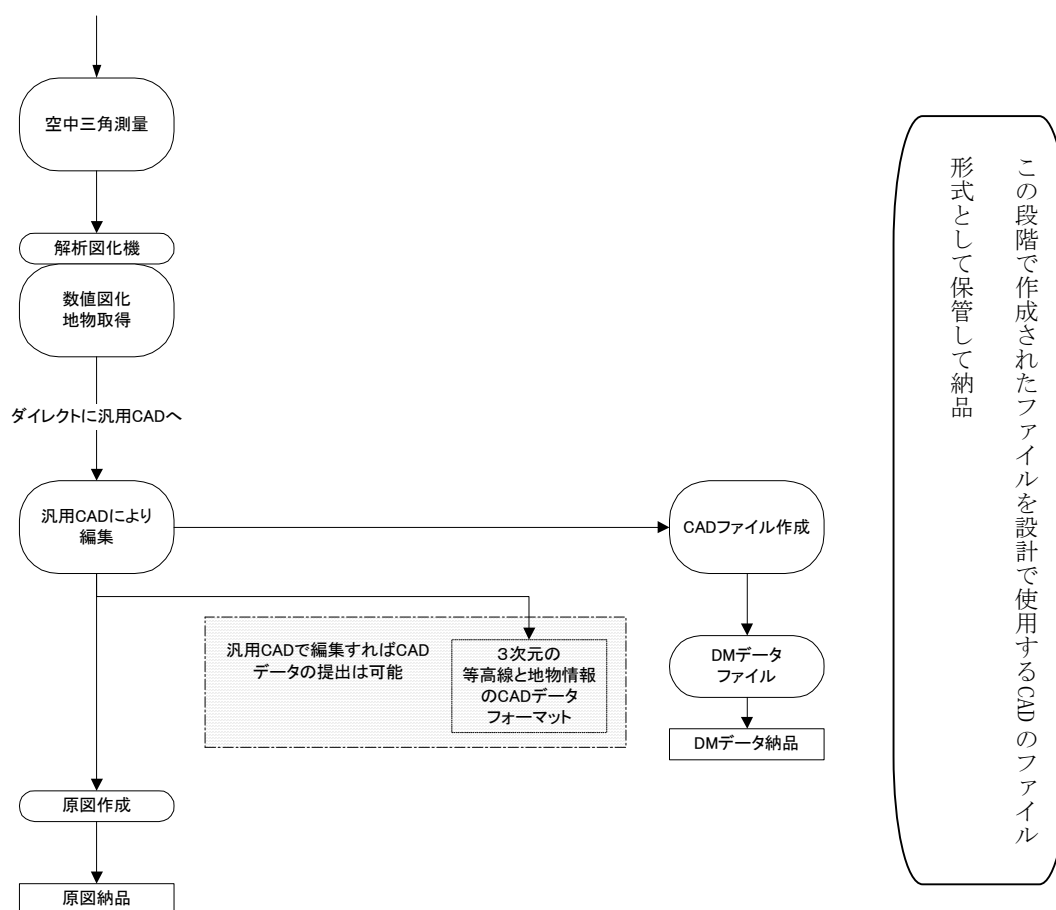 空中三角測量
解析図化機
数値図化
地物取得
ダイレクトに汎用CADへ
汎用CADにより
編集
CADファイル作成
汎用CADで編集すればCAD
データの提出は可能
3次元の
等高線と地物情報
のCADデータ
フォーマット
DMデータ
ファイル
DMデータ納品
原図作成
原図納品
この段階で作成されたファイルを設計で使用するCADのファイル
形式として保管して納品